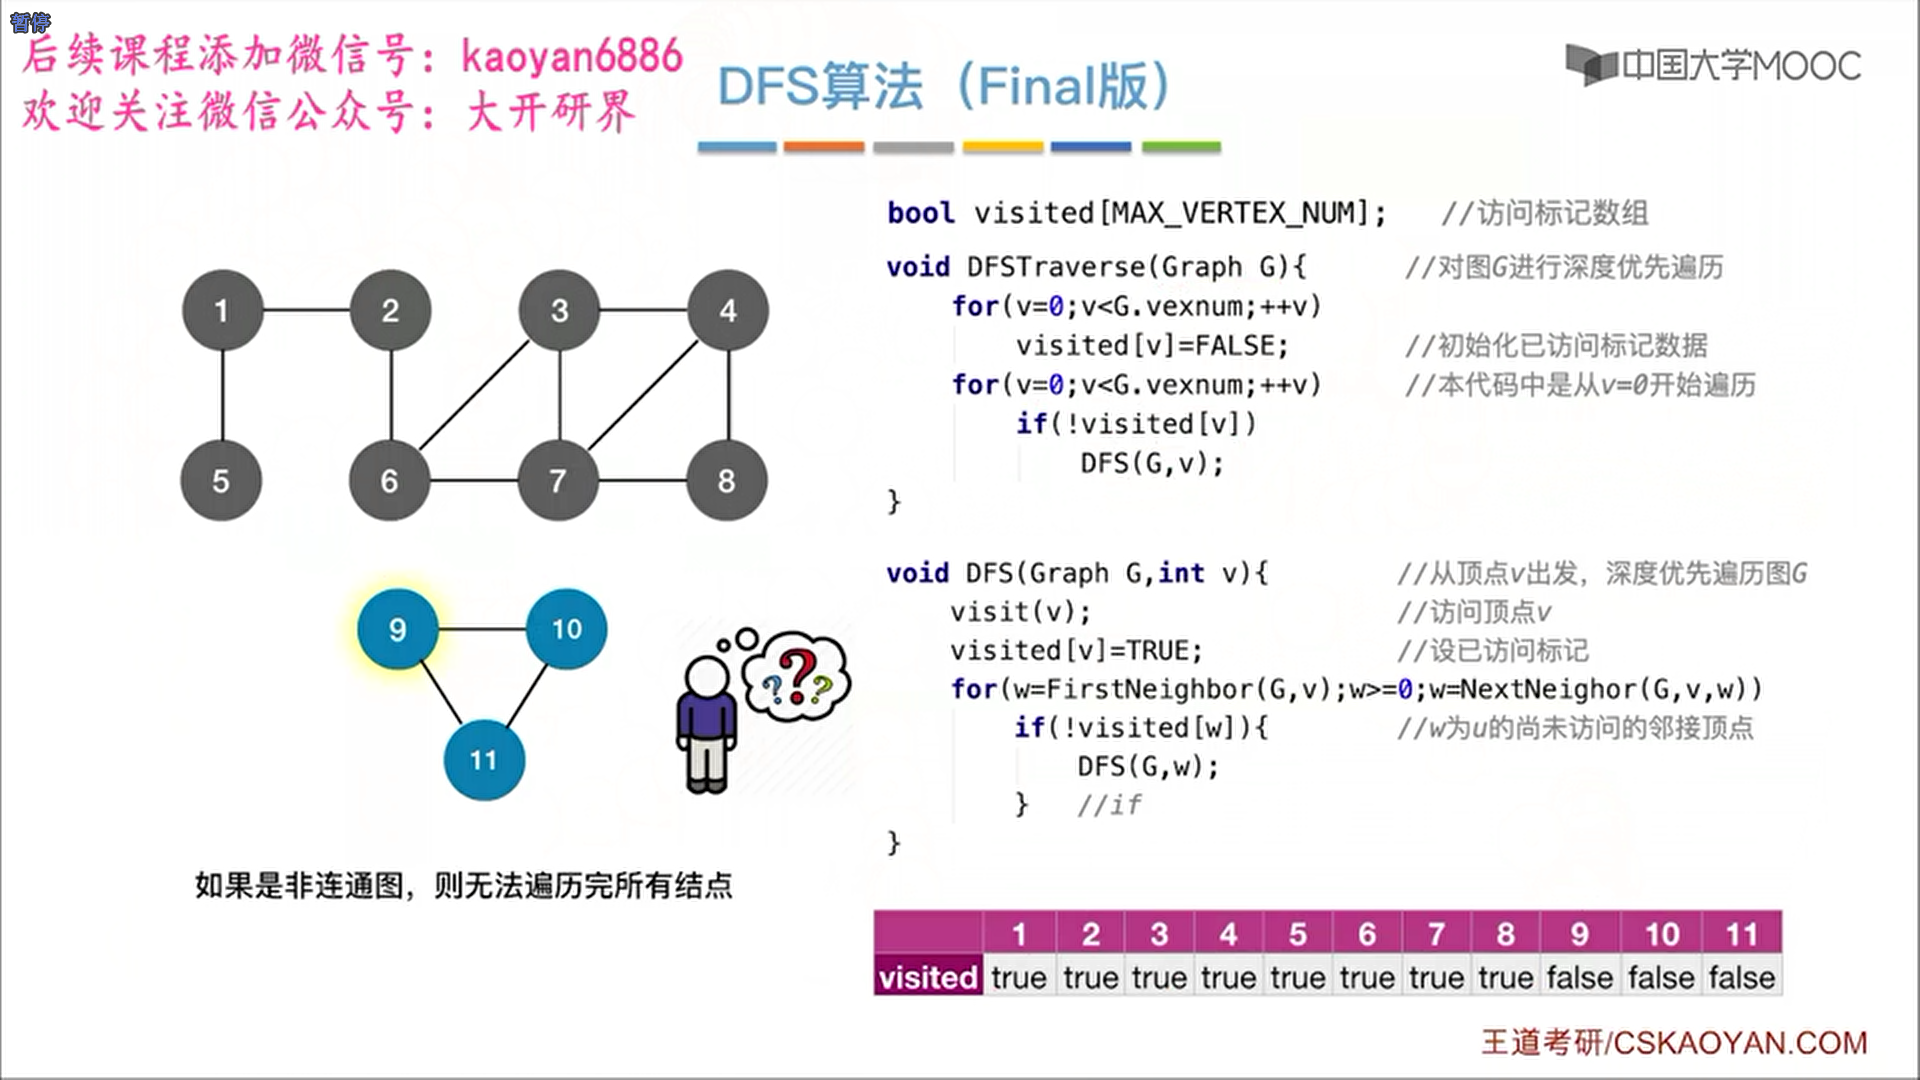 暂停
后续课程添加微信号：kaoyan6886
欢迎关注微信公众号：大开研界
DFS算法（Final版）
中国大学MOOC
bool visited[MAX_VERTEX_NUM];   //访问标记数组
void DFSTraverse(Graph G){   //对图G进行深度优先遍历
for(v=0;v<G.vexnum;++v)
visited[v]=FALSE;   //初始化已访问标记数据
for(v=0;v<G.vexnum;++v)   //本代码中是从v=0开始遍历
if(!visited[v])
DFS(G,v);
}
void DFS(Graph G,int v){   //从顶点v出发，深度优先遍历图G
visit(v);   //访问顶点v
visited[v]=TRUE;   //设已访问标记
for(w=FirstNeighbor(G,v);w>=0;w=NextNeighor(G,v,w))
if(!visited[w]){   //w为u的尚未访问的邻接顶点
DFS(G,w);
}   //if
}
1 2 3 4
5 6 7 8
9 10
11
? ? ?
如果是非连通图，则无法遍历完所有结点
1 2 3 4 5 6 7 8 9 10 11
visited true true true true true true true true false false false
王道考研/CSKAOYAN.COM